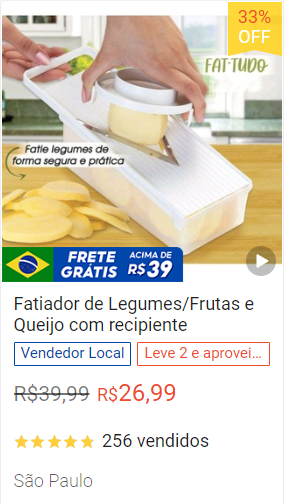 33%
OFF
FAT-TUDO
Fatie legumes de
forma segura e prática
FRETE
GRÁTIS
ACIMA DE
R$39
Fatiador de Legumes/Frutas e
Queijo com recipiente
Vendedor Local
Leve 2 e aprovei...
R$39,99 R$26,99
256 vendidos
São Paulo